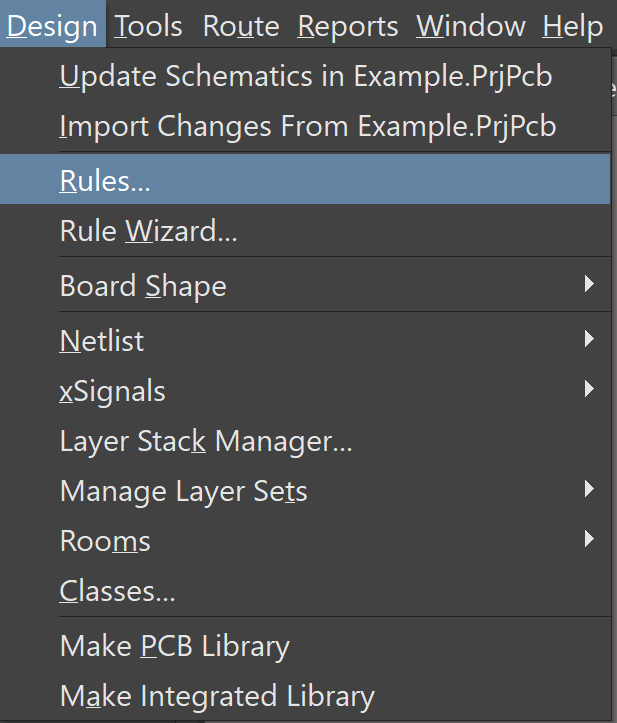 Design Tools Route Reports Window Help
Update Schematics in Example.PrjPcb
Import Changes From Example.PrjPcb
Rules...
Rule Wizard...
Board Shape
Netlist
xSignals
Layer Stack Manager...
Manage Layer Sets
Rooms
Classes...
Make PCB Library
Make Integrated Library